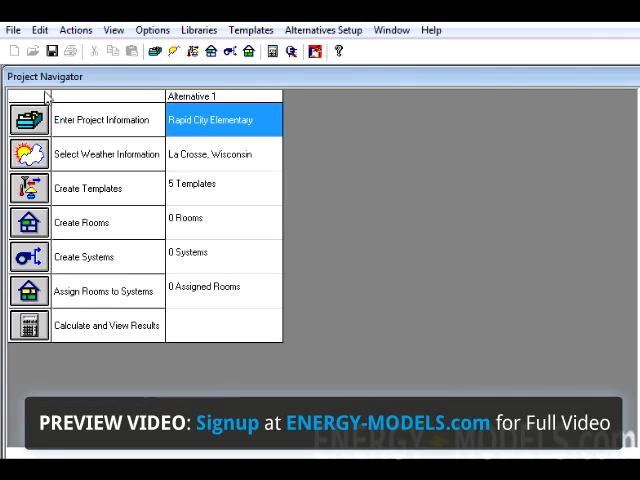 File Edit Actions View Options Libraries Templates Alternatives Setup Window Help
Project Navigator
Alternative 1
Enter Project Information Rapid City Elementary
Select Weather Information La Crosse, Wisconsin
Create Templates 5 Templates
Create Rooms 0 Rooms
Create Systems 0 Systems
Assign Rooms to Systems 0 Assigned Rooms
Calculate and View Results
PREVIEW VIDEO: Signup at ENERGY-MODELS.com for Full Video
ENERGY-MODELS.com